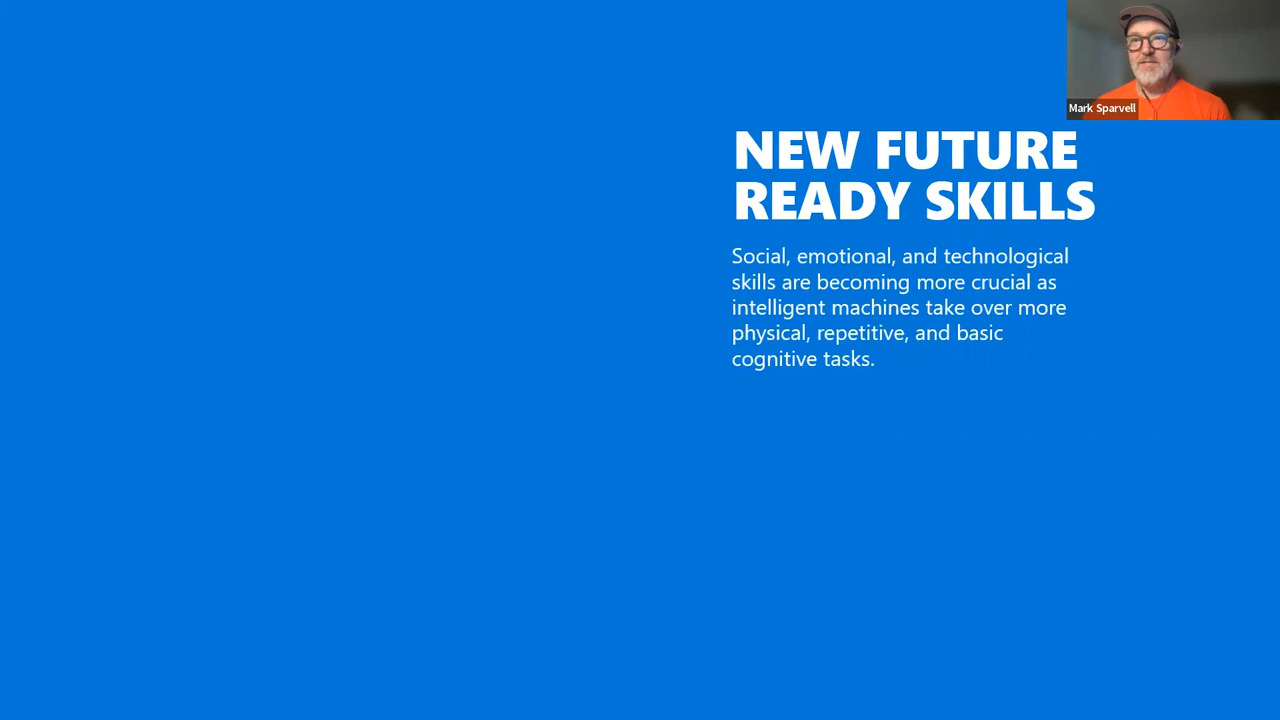 Mark Sparvell
NEW FUTURE
READY SKILLS
Social, emotional, and technological
skills are becoming more crucial as
intelligent machines take over more
physical, repetitive, and basic
cognitive tasks.